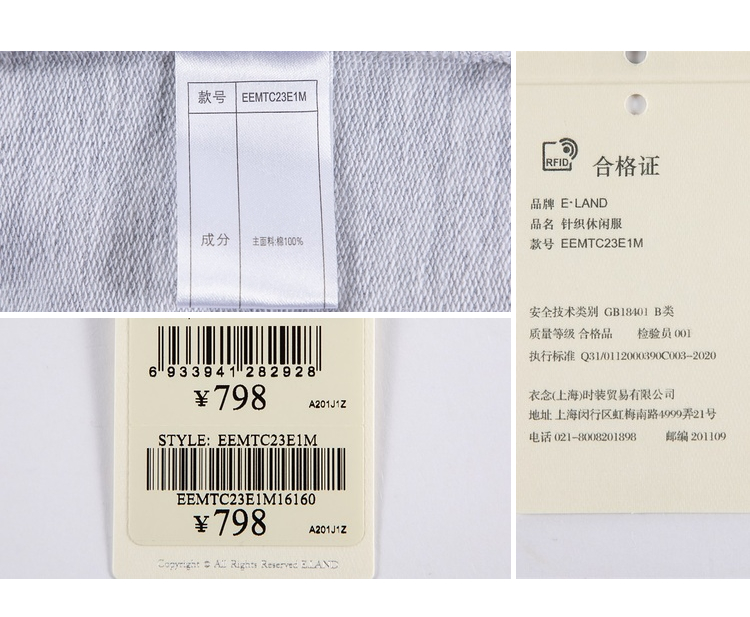 款号 EEMTC23E1M
成分 主面料:棉100%
6 933941 282928
¥798 A201J1Z
STYLE: EEMTC23E1M
EEMTC23E1M16160
¥798 A201J1Z
Copyright © All Rights Reserved E.LAND
RFID 合格证
品牌 E·LAND
品名 针织休闲服
款号 EEMTC23E1M
安全技术类别 GB18401 B类
质量等级 合格品 检验员 001
执行标准 Q31/0112000390C003-2020
衣念(上海)时装贸易有限公司
地址 上海闵行区虹梅南路4999弄21号
电话 021-8008201898 邮编 201109